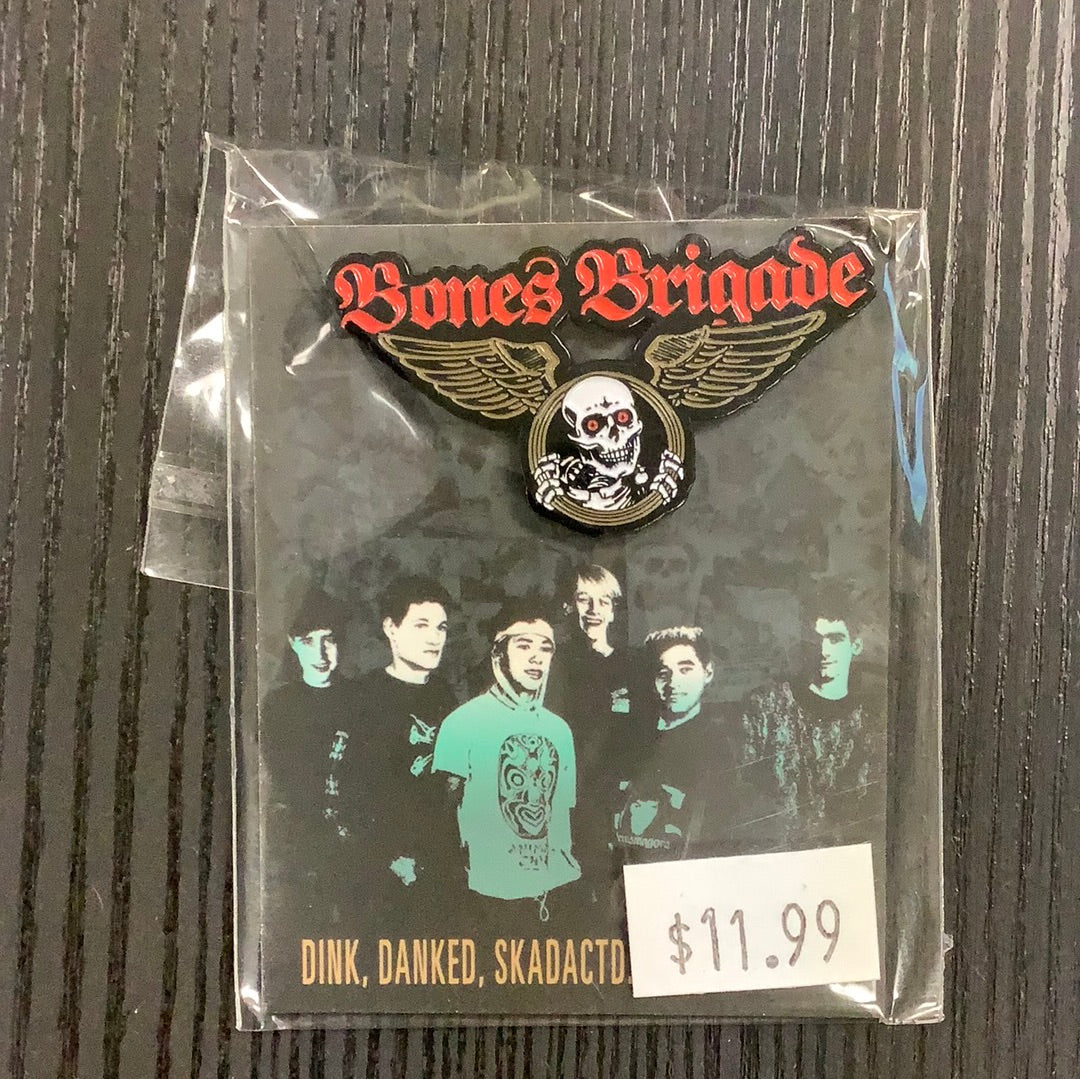 Bones Brigade
DINK, DANKED, SKADACTD.
$11.99